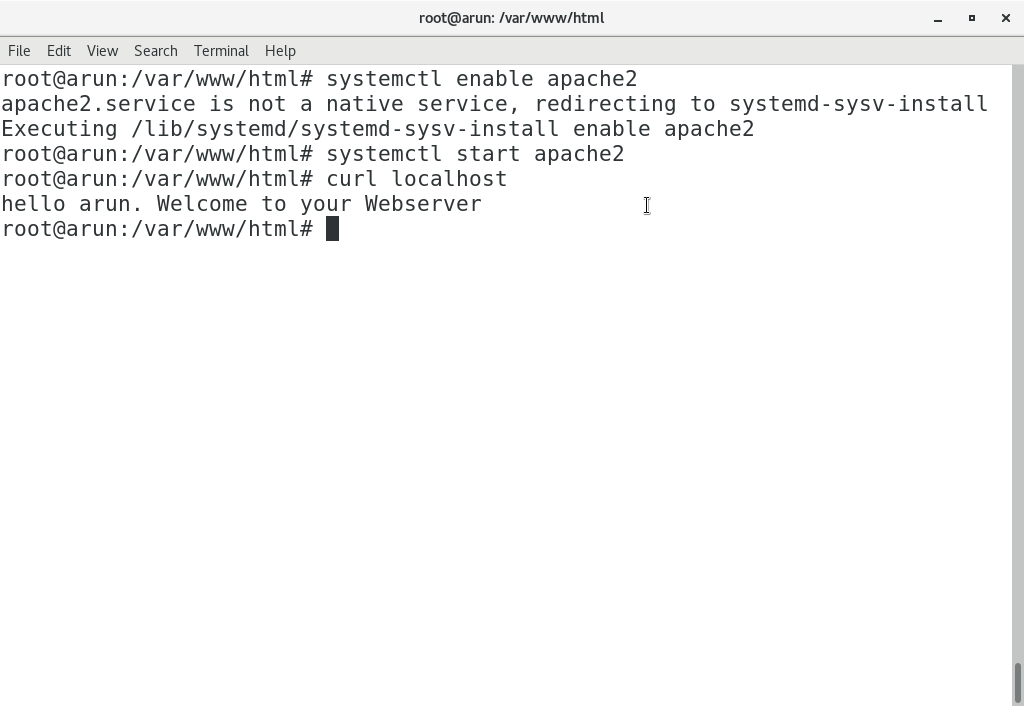 root@arun: /var/www/html
File Edit View Search Terminal Help
root@arun:/var/www/html# systemctl enable apache2
apache2.service is not a native service, redirecting to systemd-sysv-install
Executing /lib/systemd/systemd-sysv-install enable apache2
root@arun:/var/www/html# systemctl start apache2
root@arun:/var/www/html# curl localhost
hello arun. Welcome to your Webserver
root@arun:/var/www/html#